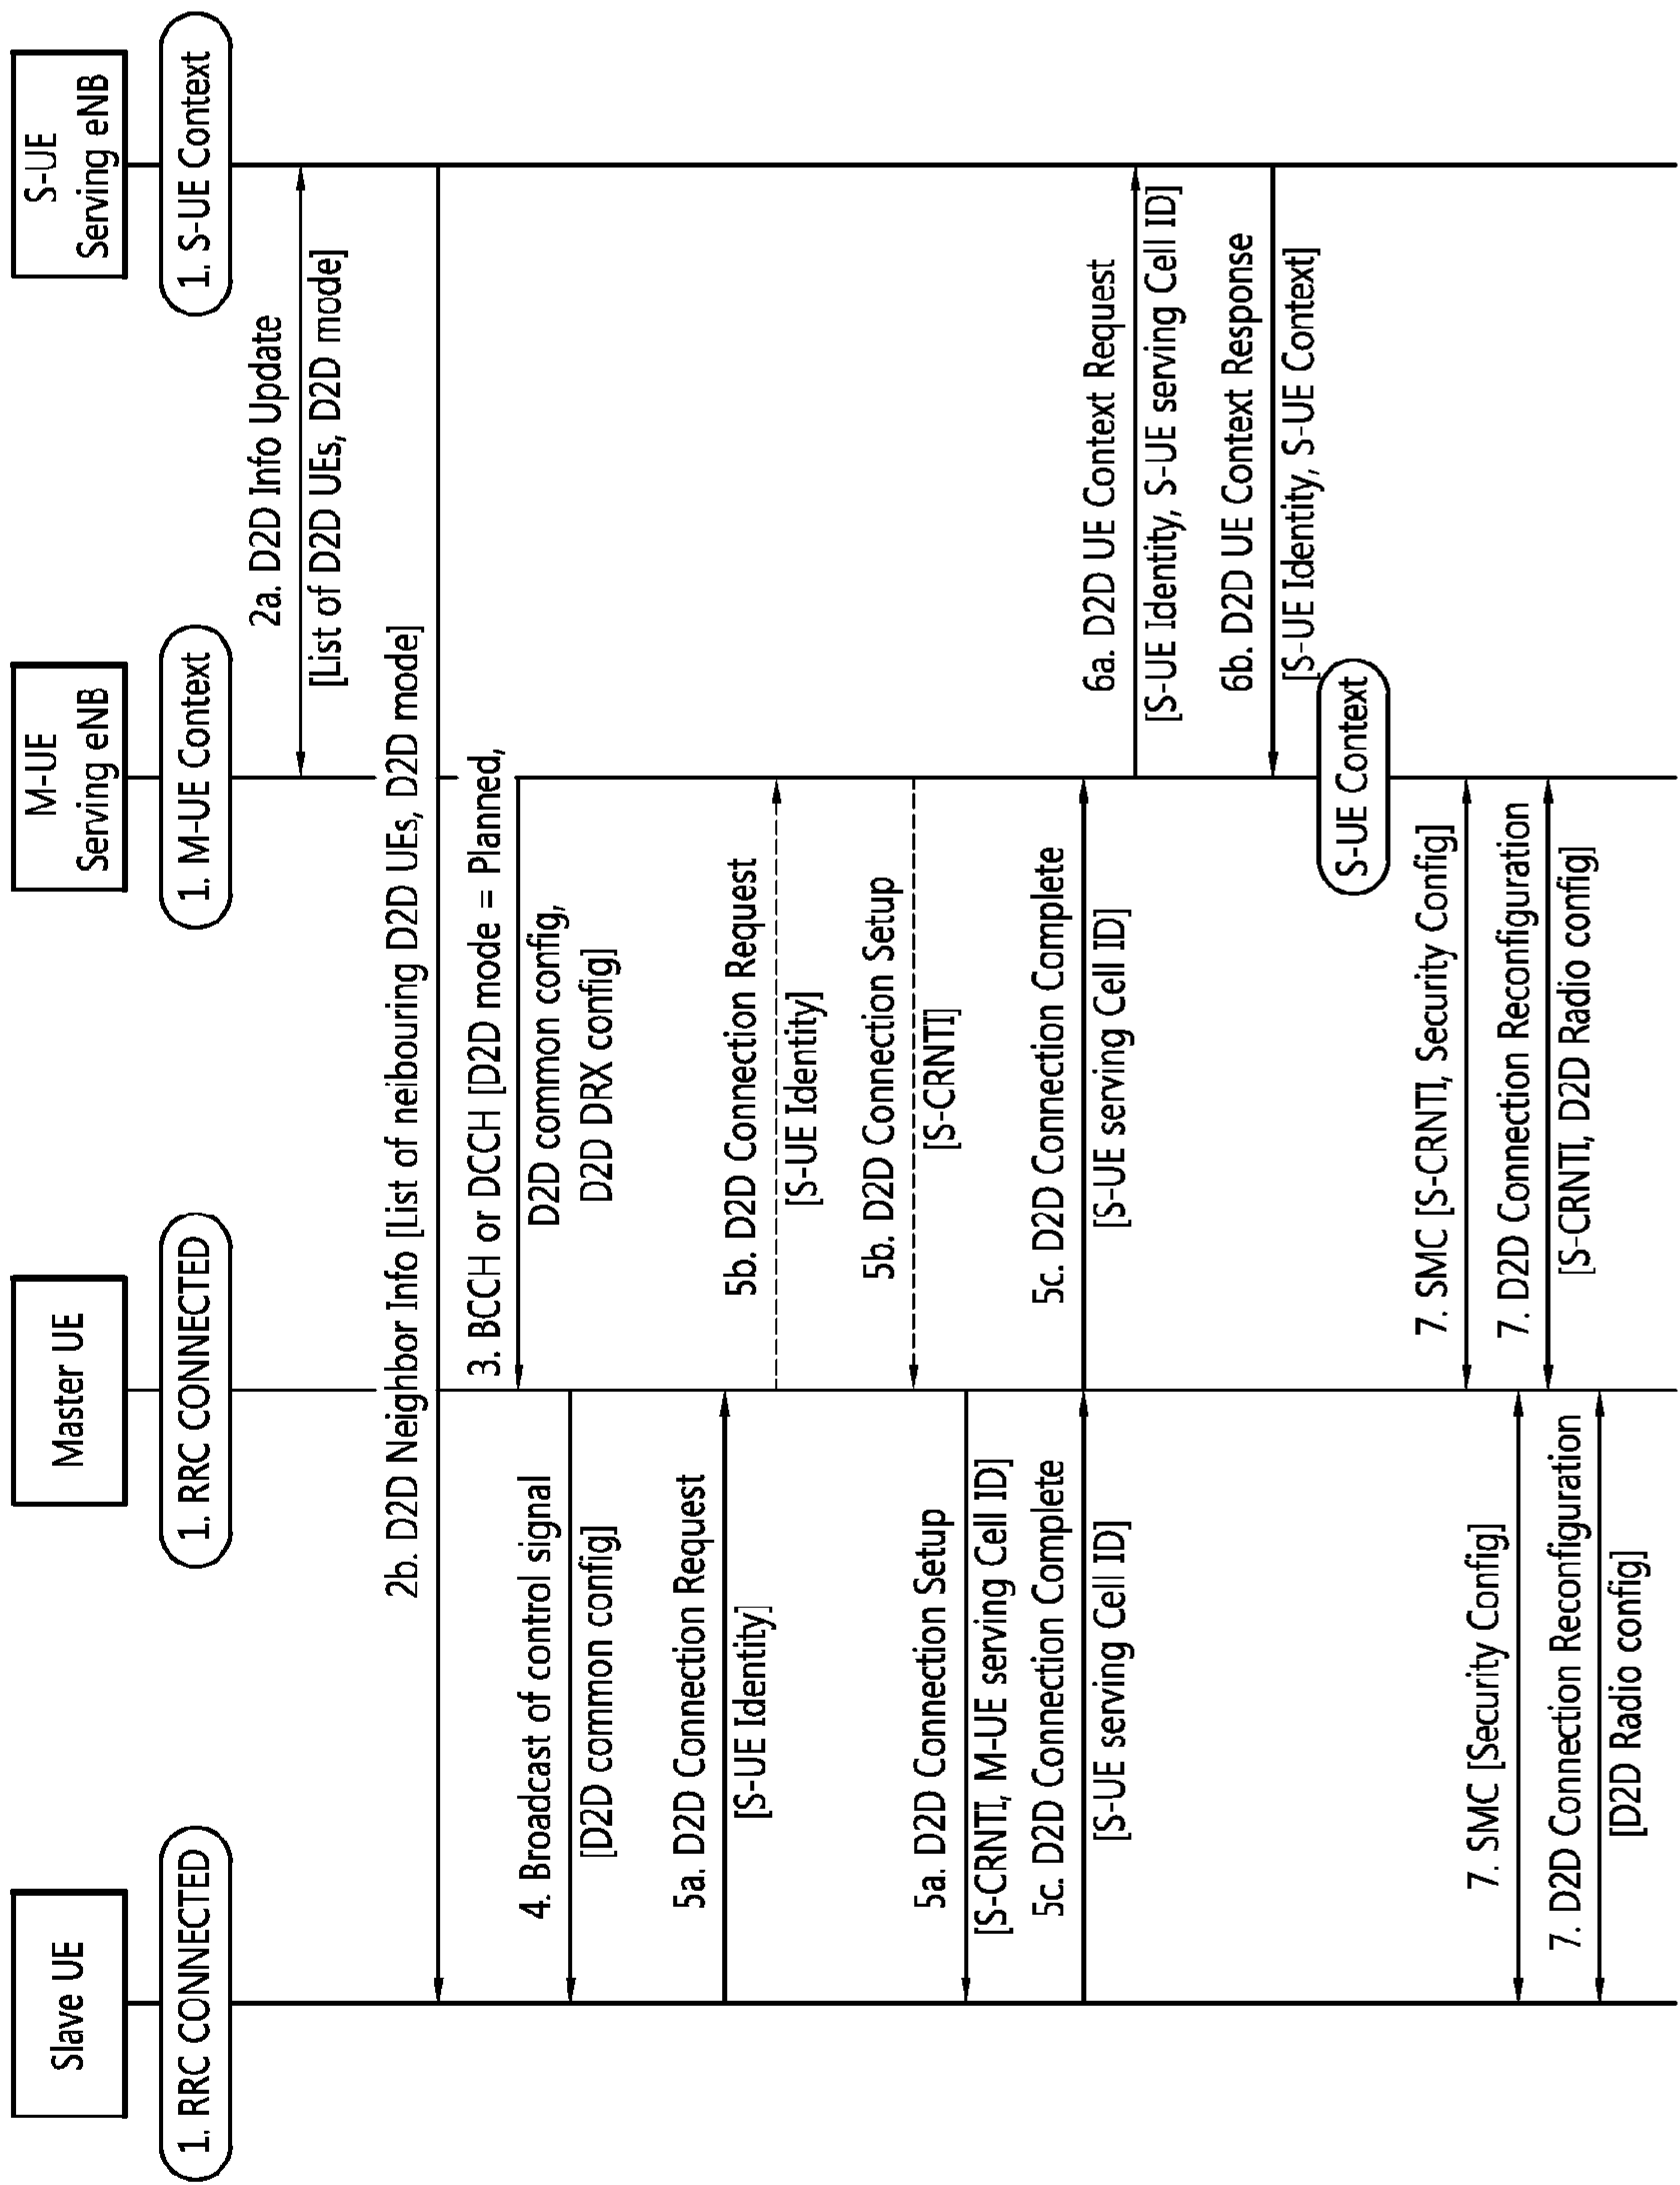 Slave UE
Master UE
M-UE
Serving eNB
S-UE
Serving eNB
1. RRC CONNECTED
1. RRC CONNECTED
1. M-UE Context
1. S-UE Context
2a. D2D Info Update
[List of D2D UEs, D2D mode]
2b. D2D Neighbor Info [List of neibouring D2D UEs, D2D mode]
3. BCCH or DCCH [D2D mode = Planned,
D2D common config,
D2D DRX config]
4. Broadcast of control signal
[D2D common config]
5a. D2D Connection Request
[S-UE Identity]
5b. D2D Connection Request
[S-UE Identity]
5b. D2D Connection Setup
[S-CRNTI]
5a. D2D Connection Setup
[S-CRNTI, M-UE serving Cell ID]
5c. D2D Connection Complete
[S-UE serving Cell ID]
5c. D2D Connection Complete
[S-UE serving Cell ID]
6a. D2D UE Context Request
[S-UE Identity, S-UE serving Cell ID]
6b. D2D UE Context Response
[S-UE Identity, S-UE Context]
S-UE Context
7. SMC [S-CRNTI, Security Config]
7. SMC [Security Config]
7. D2D Connection Reconfiguration
[S-CRNTI, D2D Radio config]
7. D2D Connection Reconfiguration
[D2D Radio config]